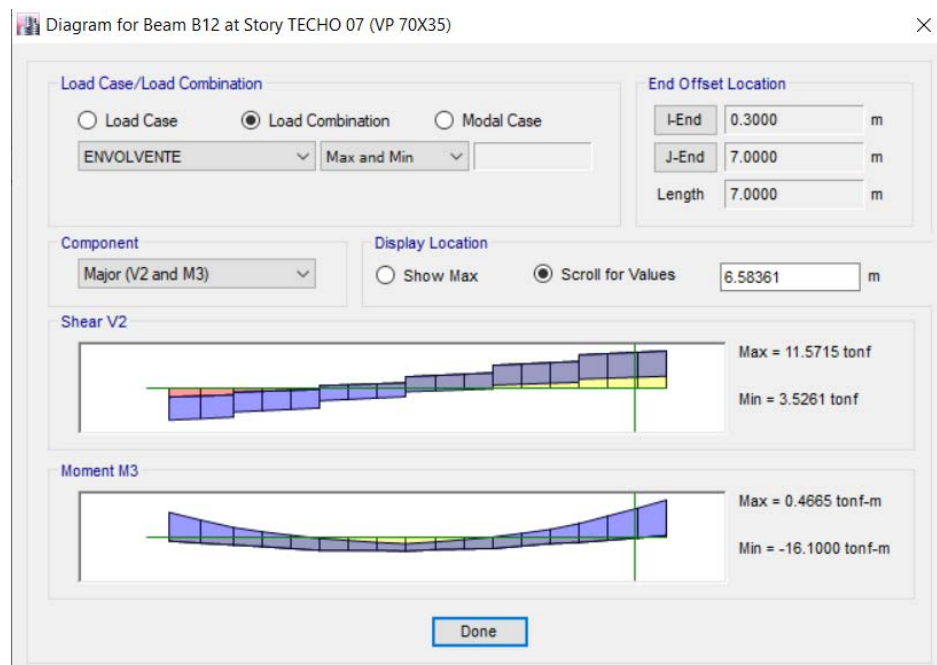 Diagram for Beam B12 at Story TECHO 07 (VP 70X35)
Load Case/Load Combination
Load Case
Load Combination
Modal Case
ENVOLVENTE
Max and Min
End Offset Location
I-End
0.3000
m
J-End
7.0000
m
Length
7.0000
m
Component
Major (V2 and M3)
Display Location
Show Max
Scroll for Values
6.58361
m
Shear V2
Max = 11.5715 tonf
Min = 3.5261 tonf
Moment M3
Max = 0.4665 tonf-m
Min = -16.1000 tonf-m
Done